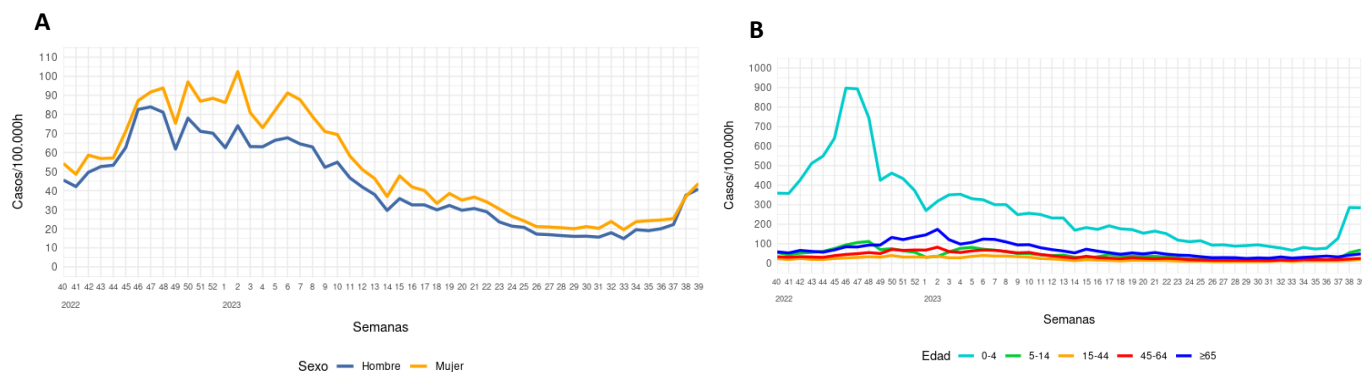 A
Casos/100.000h
110
100
90
80
70
60
50
40
30
20
10
0
40 41 42 43 44 45 46 47 48 49 50 51 52 1 2 3 4 5 6 7 8 9 10 11 12 13 14 15 16 17 18 19 20 21 22 23 24 25 26 27 28 29 30 31 32 33 34 35 36 37 38 39
2022 2023
Semanas
Sexo Hombre Mujer
B
Casos/100.000h
1000
900
800
700
600
500
400
300
200
100
0
40 41 42 43 44 45 46 47 48 49 50 51 52 1 2 3 4 5 6 7 8 9 10 11 12 13 14 15 16 17 18 19 20 21 22 23 24 25 26 27 28 29 30 31 32 33 34 35 36 37 38 39
2022 2023
Semanas
Edad 0-4 5-14 15-44 45-64 ≥65